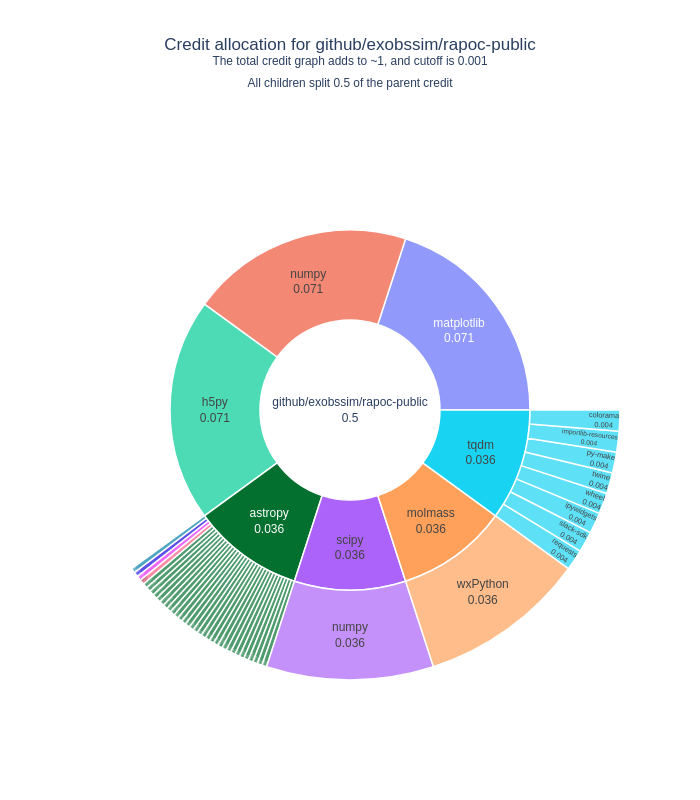 Credit allocation for github/exobssim/rapoc-public
The total credit graph adds to ~1, and cutoff is 0.001
All children split 0.5 of the parent credit
numpy
0.071
matplotlib
0.071
h5py
0.071
github/exobssim/rapoc-public
0.5
colorama
0.004
importlib-resources
0.004
py-make
0.004
twine
0.004
wheel
0.004
ipywidgets
0.004
slack-sdk
0.004
requests
0.004
tqdm
0.036
astropy
0.036
scipy
0.036
molmass
0.036
wxPython
0.036
numpy
0.036